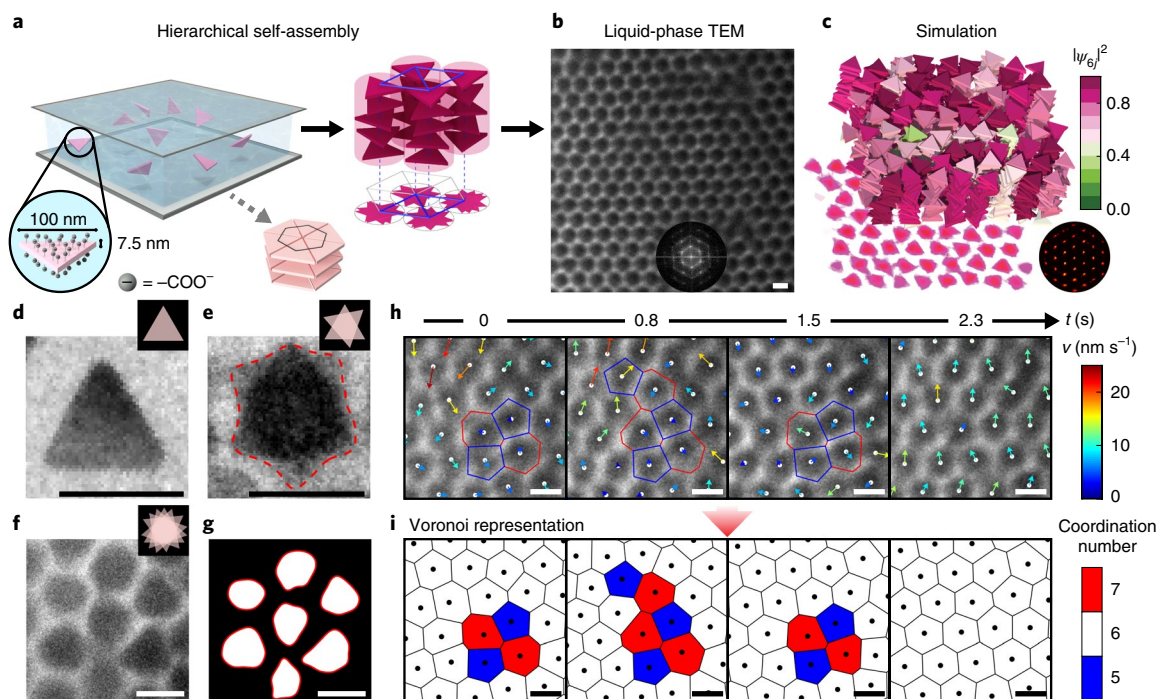 a
Hierarchical self-assembly
100 nm
7.5 nm
− = –COO⁻
b
Liquid-phase TEM
c
Simulation
|ψ6j|²
0.8
0.4
0.0
d
e
f
g
h
0 0.8 1.5 2.3 t (s)
v (nm s⁻¹)
20
10
0
i
Voronoi representation
Coordination
number
7
6
5